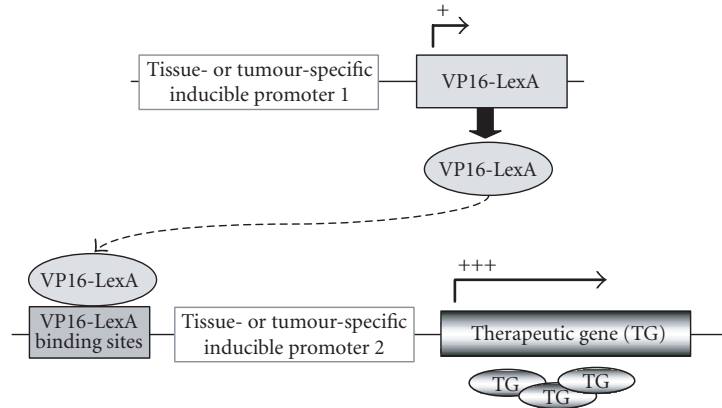 +
Tissue- or tumour-specific
inducible promoter 1
VP16-LexA
VP16-LexA
VP16-LexA
+++
VP16-LexA
binding sites
Tissue- or tumour-specific
inducible promoter 2
Therapeutic gene (TG)
TG
TG
TG